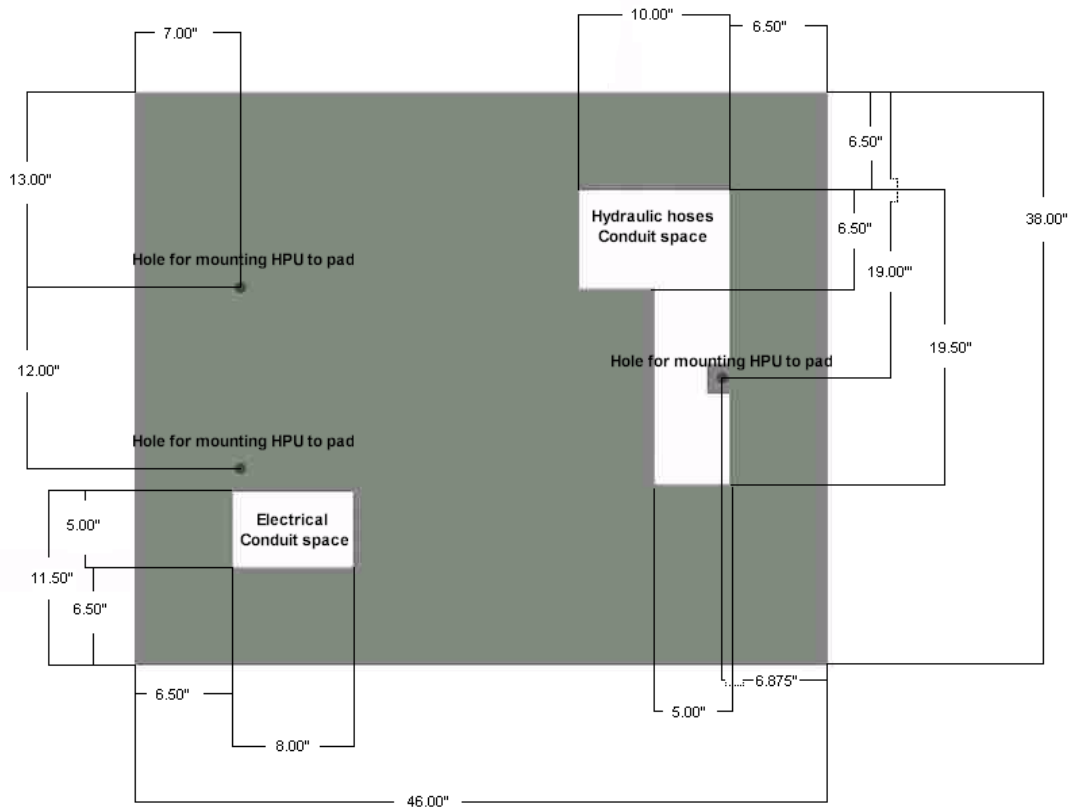 10.00"
6.50"
7.00"
6.50"
13.00"
Hydraulic hoses
Conduit space
38.00"
6.50"
Hole for mounting HPU to pad
19.00'"
19.50"
Hole for mounting HPU to pad
12.00"
Hole for mounting HPU to pad
5.00"
Electrical
Conduit space
11.50"
6.50"
6.50"
6.875"
5.00"
8.00"
46.00"